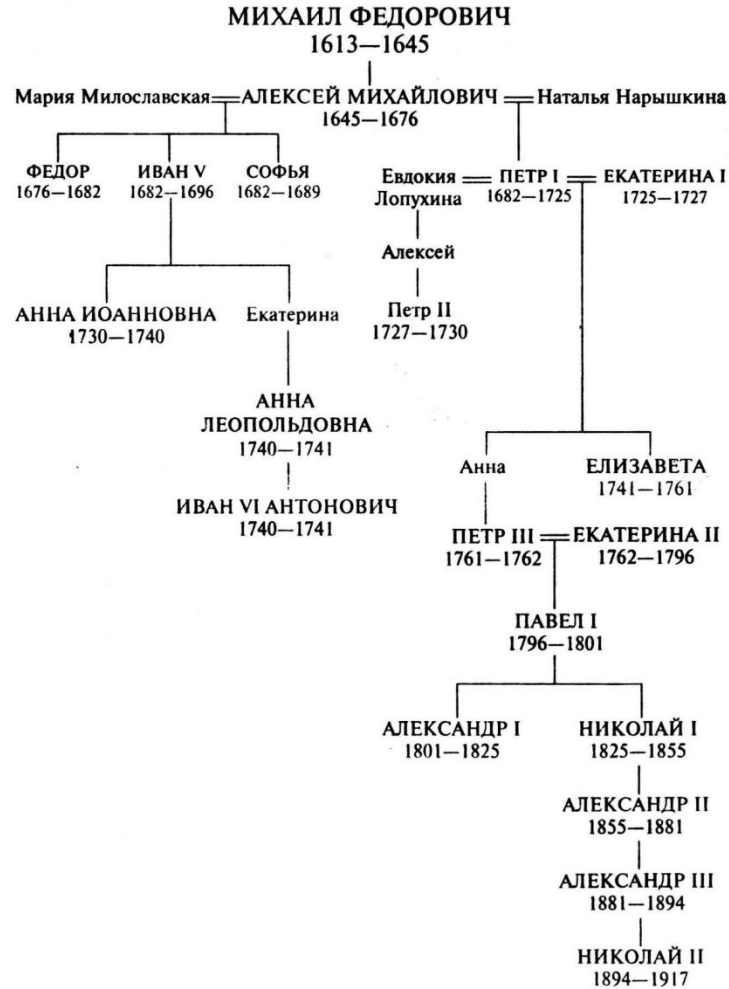 МИХАИЛ ФЕДОРОВИЧ
1613—1645
Мария Милославская АЛЕКСЕЙ МИХАЙЛОВИЧ Наталья Нарышкина
1645—1676
ФЕДОР ИВАН V СОФЬЯ Евдокия ПЕТР I ЕКАТЕРИНА I
1676—1682 1682—1696 1682—1689 Лопухина 1682—1725 1725—1727
Алексей
АННА ИОАННОВНА Екатерина Петр II
1730—1740 1727—1730
АННА
ЛЕОПОЛЬДОВНА
1740—1741
Анна ЕЛИЗАВЕТА
1741—1761
ИВАН VI АНТОНОВИЧ
1740—1741
ПЕТР III ЕКАТЕРИНА II
1761—1762 1762—1796
ПАВЕЛ I
1796—1801
АЛЕКСАНДР I НИКОЛАЙ I
1801—1825 1825—1855
АЛЕКСАНДР II
1855—1881
АЛЕКСАНДР III
1881—1894
НИКОЛАЙ II
1894—1917